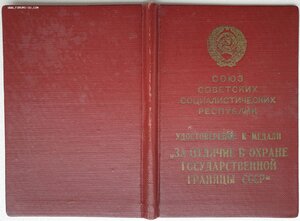 СОЮЗ
СОВЕТСКИХ
СОЦИАЛИСТИЧЕСКИХ
РЕСПУБЛИК
УДОСТОВЕРЕНИЕ К МЕДАЛИ
„ЗА ОТЛИЧИЕ В ОХРАНЕ
ГОСУДАРСТВЕННОЙ
ГРАНИЦЫ СССР“